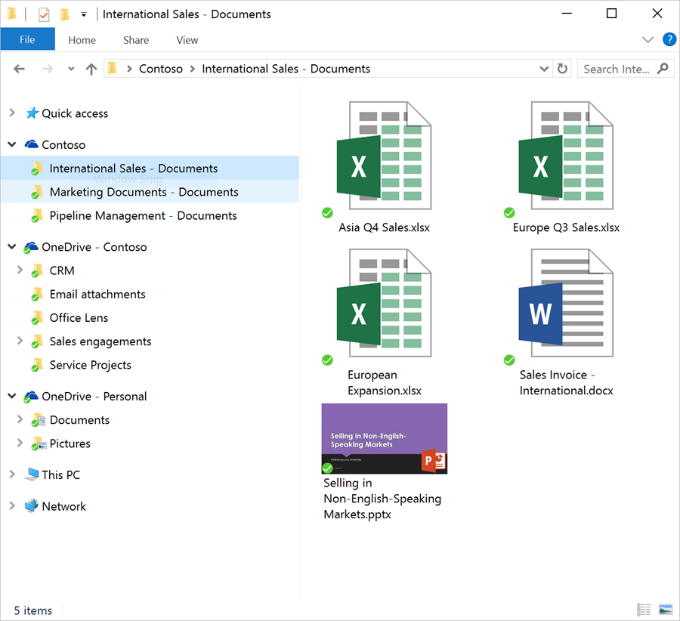 International Sales - Documents
File Home Share View
Contoso International Sales - Documents Search Inte...
Quick access
Contoso
International Sales - Documents
Marketing Documents - Documents
Pipeline Management - Documents
OneDrive - Contoso
CRM
Email attachments
Office Lens
Sales engagements
Service Projects
OneDrive - Personal
Documents
Pictures
This PC
Network
X
Asia Q4 Sales.xlsx
X
Europe Q3 Sales.xlsx
X
European
Expansion.xlsx
W
Sales Invoice -
International.docx
Selling in Non-English-
Speaking Markets
P
Selling in
Non-English-Speaking
Markets.pptx
5 items